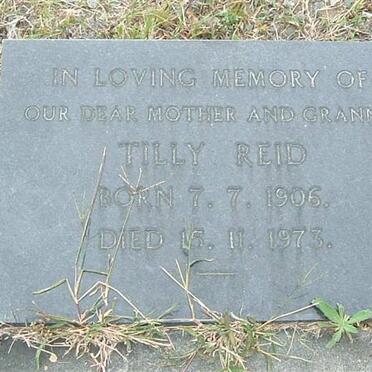 IN LOVING MEMORY OF
OUR DEAR MOTHER AND GRANN
TILLY REID
BORN 7. 7. 1906.
DIED 15. 11. 1973.